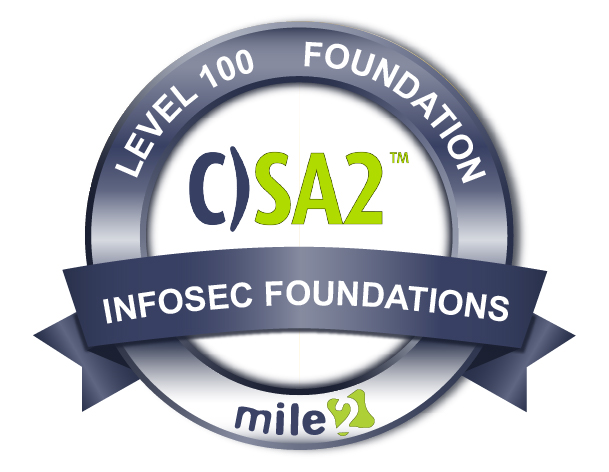 LEVEL 100 FOUNDATION
C)SA2™
INFOSEC FOUNDATIONS
mile2